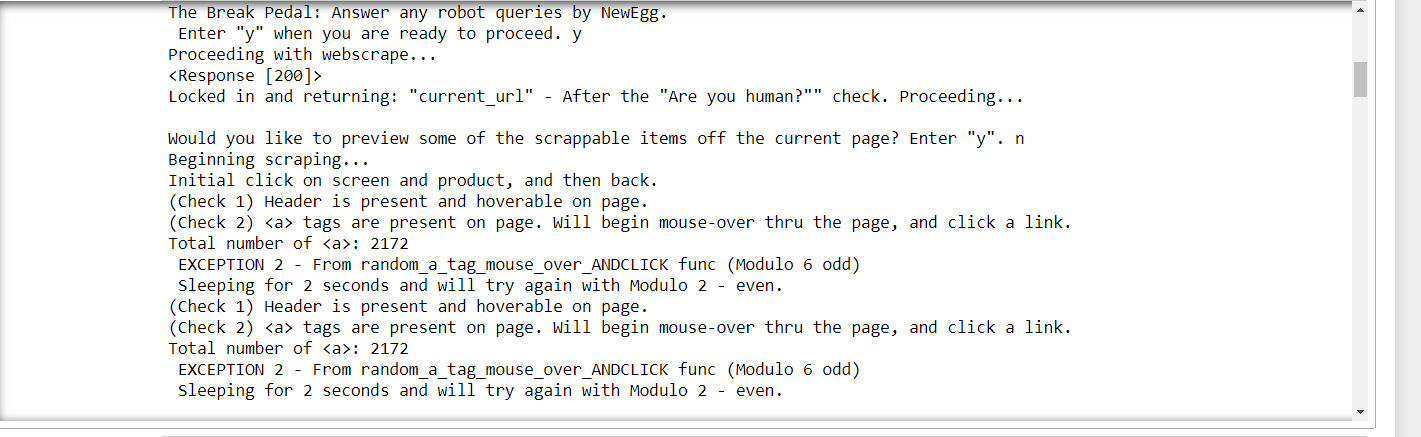 The Break Pedal: Answer any robot queries by NewEgg.
Enter "y" when you are ready to proceed. y
Proceeding with webscrape...
<Response [200]>
Locked in and returning: "current_url" - After the "Are you human?"" check. Proceeding...
Would you like to preview some of the scrappable items off the current page? Enter "y". n
Beginning scraping...
Initial click on screen and product, and then back.
(Check 1) Header is present and hoverable on page.
(Check 2) <a> tags are present on page. Will begin mouse-over thru the page, and click a link.
Total number of <a>: 2172
EXCEPTION 2 - From random_a_tag_mouse_over_ANDCLICK func (Modulo 6 odd)
Sleeping for 2 seconds and will try again with Modulo 2 - even.
(Check 1) Header is present and hoverable on page.
(Check 2) <a> tags are present on page. Will begin mouse-over thru the page, and click a link.
Total number of <a>: 2172
EXCEPTION 2 - From random_a_tag_mouse_over_ANDCLICK func (Modulo 6 odd)
Sleeping for 2 seconds and will try again with Modulo 2 - even.